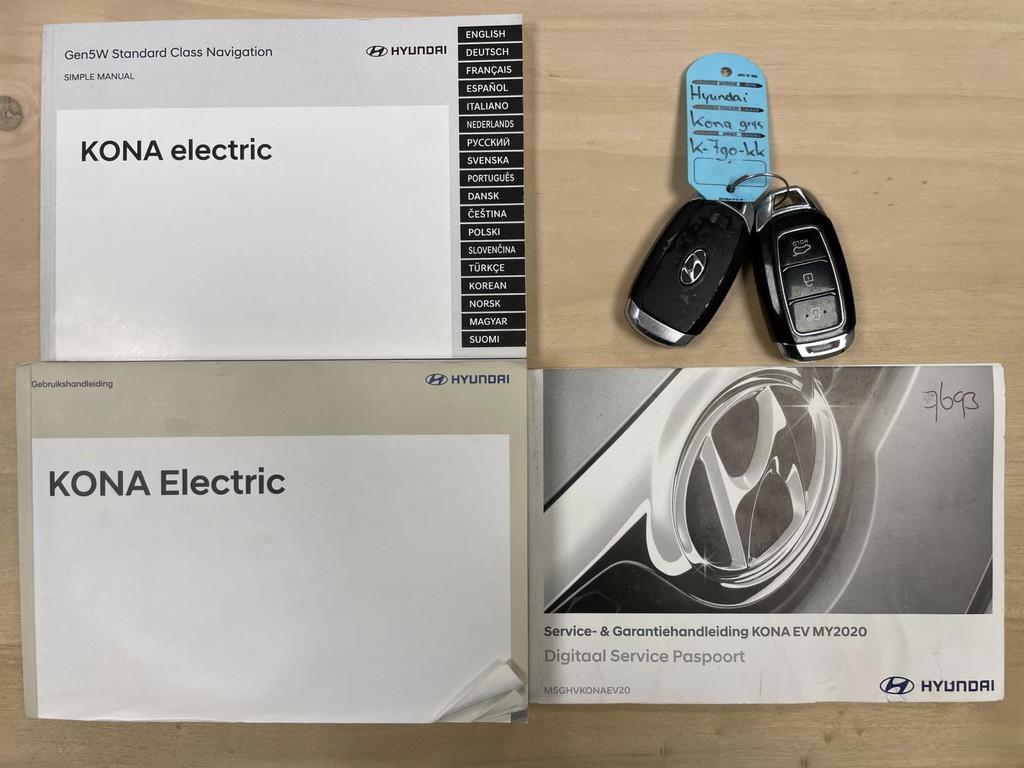 Gen5W Standard Class Navigation
SIMPLE MANUAL
HYUNDAI
KONA electric
ENGLISH
DEUTSCH
FRANÇAIS
ESPAÑOL
ITALIANO
NEDERLANDS
РУССКИЙ
SVENSKA
PORTUGUÊS
DANSK
ČEŠTINA
POLSKI
SLOVENČINA
TÜRKÇE
KOREAN
NORSK
MAGYAR
SUOMI
Hyundai
Kona grys
K-790-kk
HOLD
Gebruikshandleiding
HYUNDAI
KONA Electric
7693
Service- & Garantiehandleiding KONA EV MY2020
Digitaal Service Paspoort
MSGHVKONAEV20
HYUNDAI